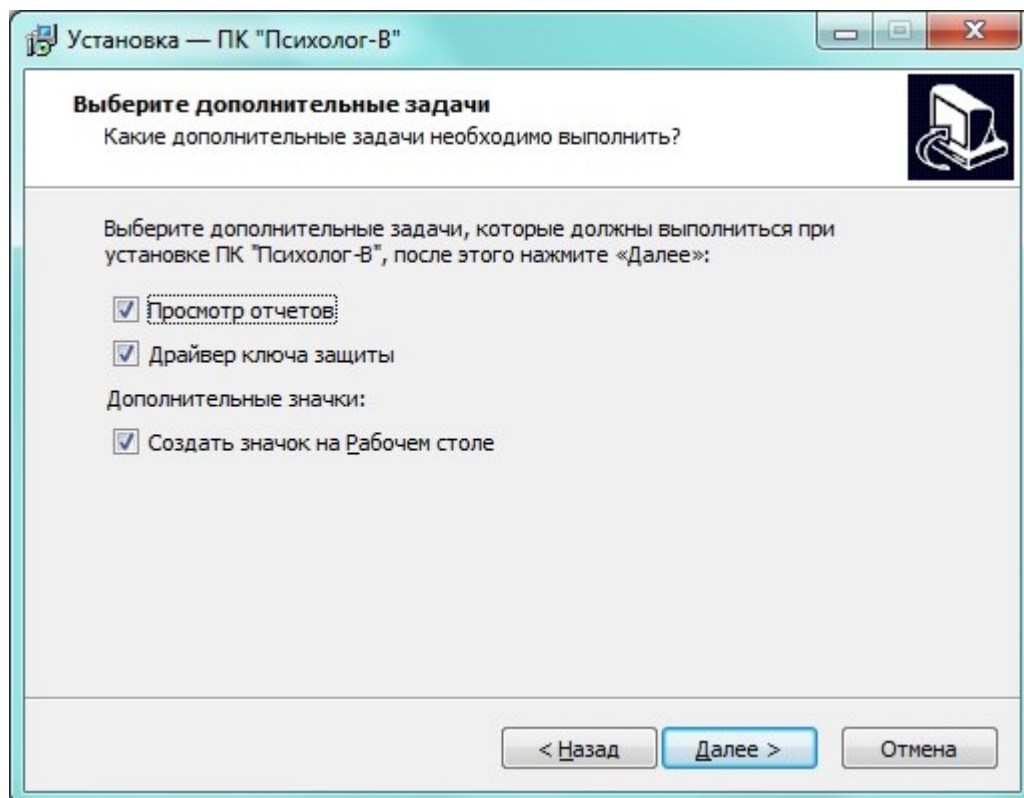 Установка — ПК "Психолог-В"
Выберите дополнительные задачи
Какие дополнительные задачи необходимо выполнить?
Выберите дополнительные задачи, которые должны выполниться при
установке ПК "Психолог-В", после этого нажмите «Далее»:
Просмотр отчетов
Драйвер ключа защиты
Дополнительные значки:
Создать значок на Рабочем столе
< Назад Далее > Отмена